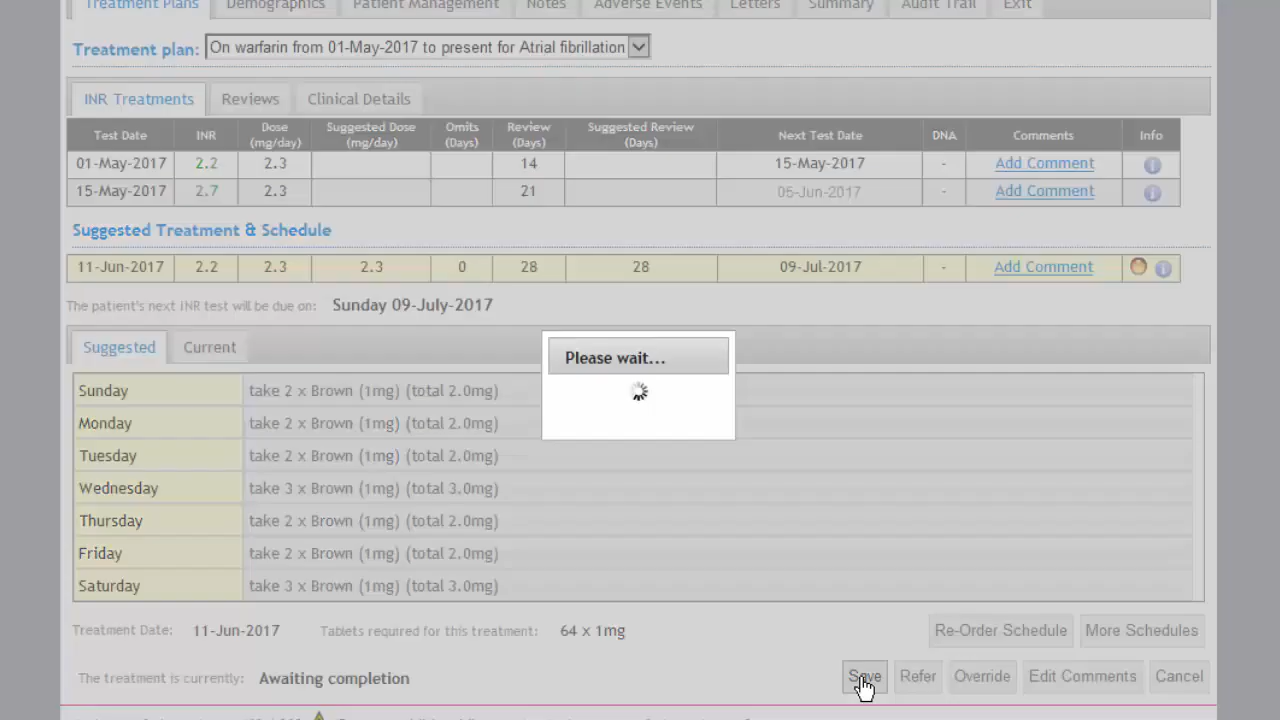 Treatment Plans Demographics Patient Management Notes Adverse Events Letters Summary Audit Trail Exit
Treatment plan: On warfarin from 01-May-2017 to present for Atrial fibrillation
INR Treatments Reviews Clinical Details
Test Date INR Dose (mg/day) Suggested Dose (mg/day) Omits (Days) Review (Days) Suggested Review (Days) Next Test Date DNA Comments Info
01-May-2017 2.2 2.3 14 15-May-2017 - Add Comment i
15-May-2017 2.7 2.3 21 05-Jun-2017 - Add Comment i
Suggested Treatment & Schedule
11-Jun-2017 2.2 2.3 2.3 0 28 28 09-Jul-2017 - Add Comment i
The patient's next INR test will be due on: Sunday 09-July-2017
Suggested Current
Please wait...
Sunday take 2 x Brown (1mg) (total 2.0mg)
Monday take 2 x Brown (1mg) (total 2.0mg)
Tuesday take 2 x Brown (1mg) (total 2.0mg)
Wednesday take 3 x Brown (1mg) (total 3.0mg)
Thursday take 2 x Brown (1mg) (total 2.0mg)
Friday take 2 x Brown (1mg) (total 2.0mg)
Saturday take 3 x Brown (1mg) (total 3.0mg)
Treatment Date: 11-Jun-2017 Tablets required for this treatment: 64 x 1mg Re-Order Schedule More Schedules
The treatment is currently: Awaiting completion Save Refer Override Edit Comments Cancel